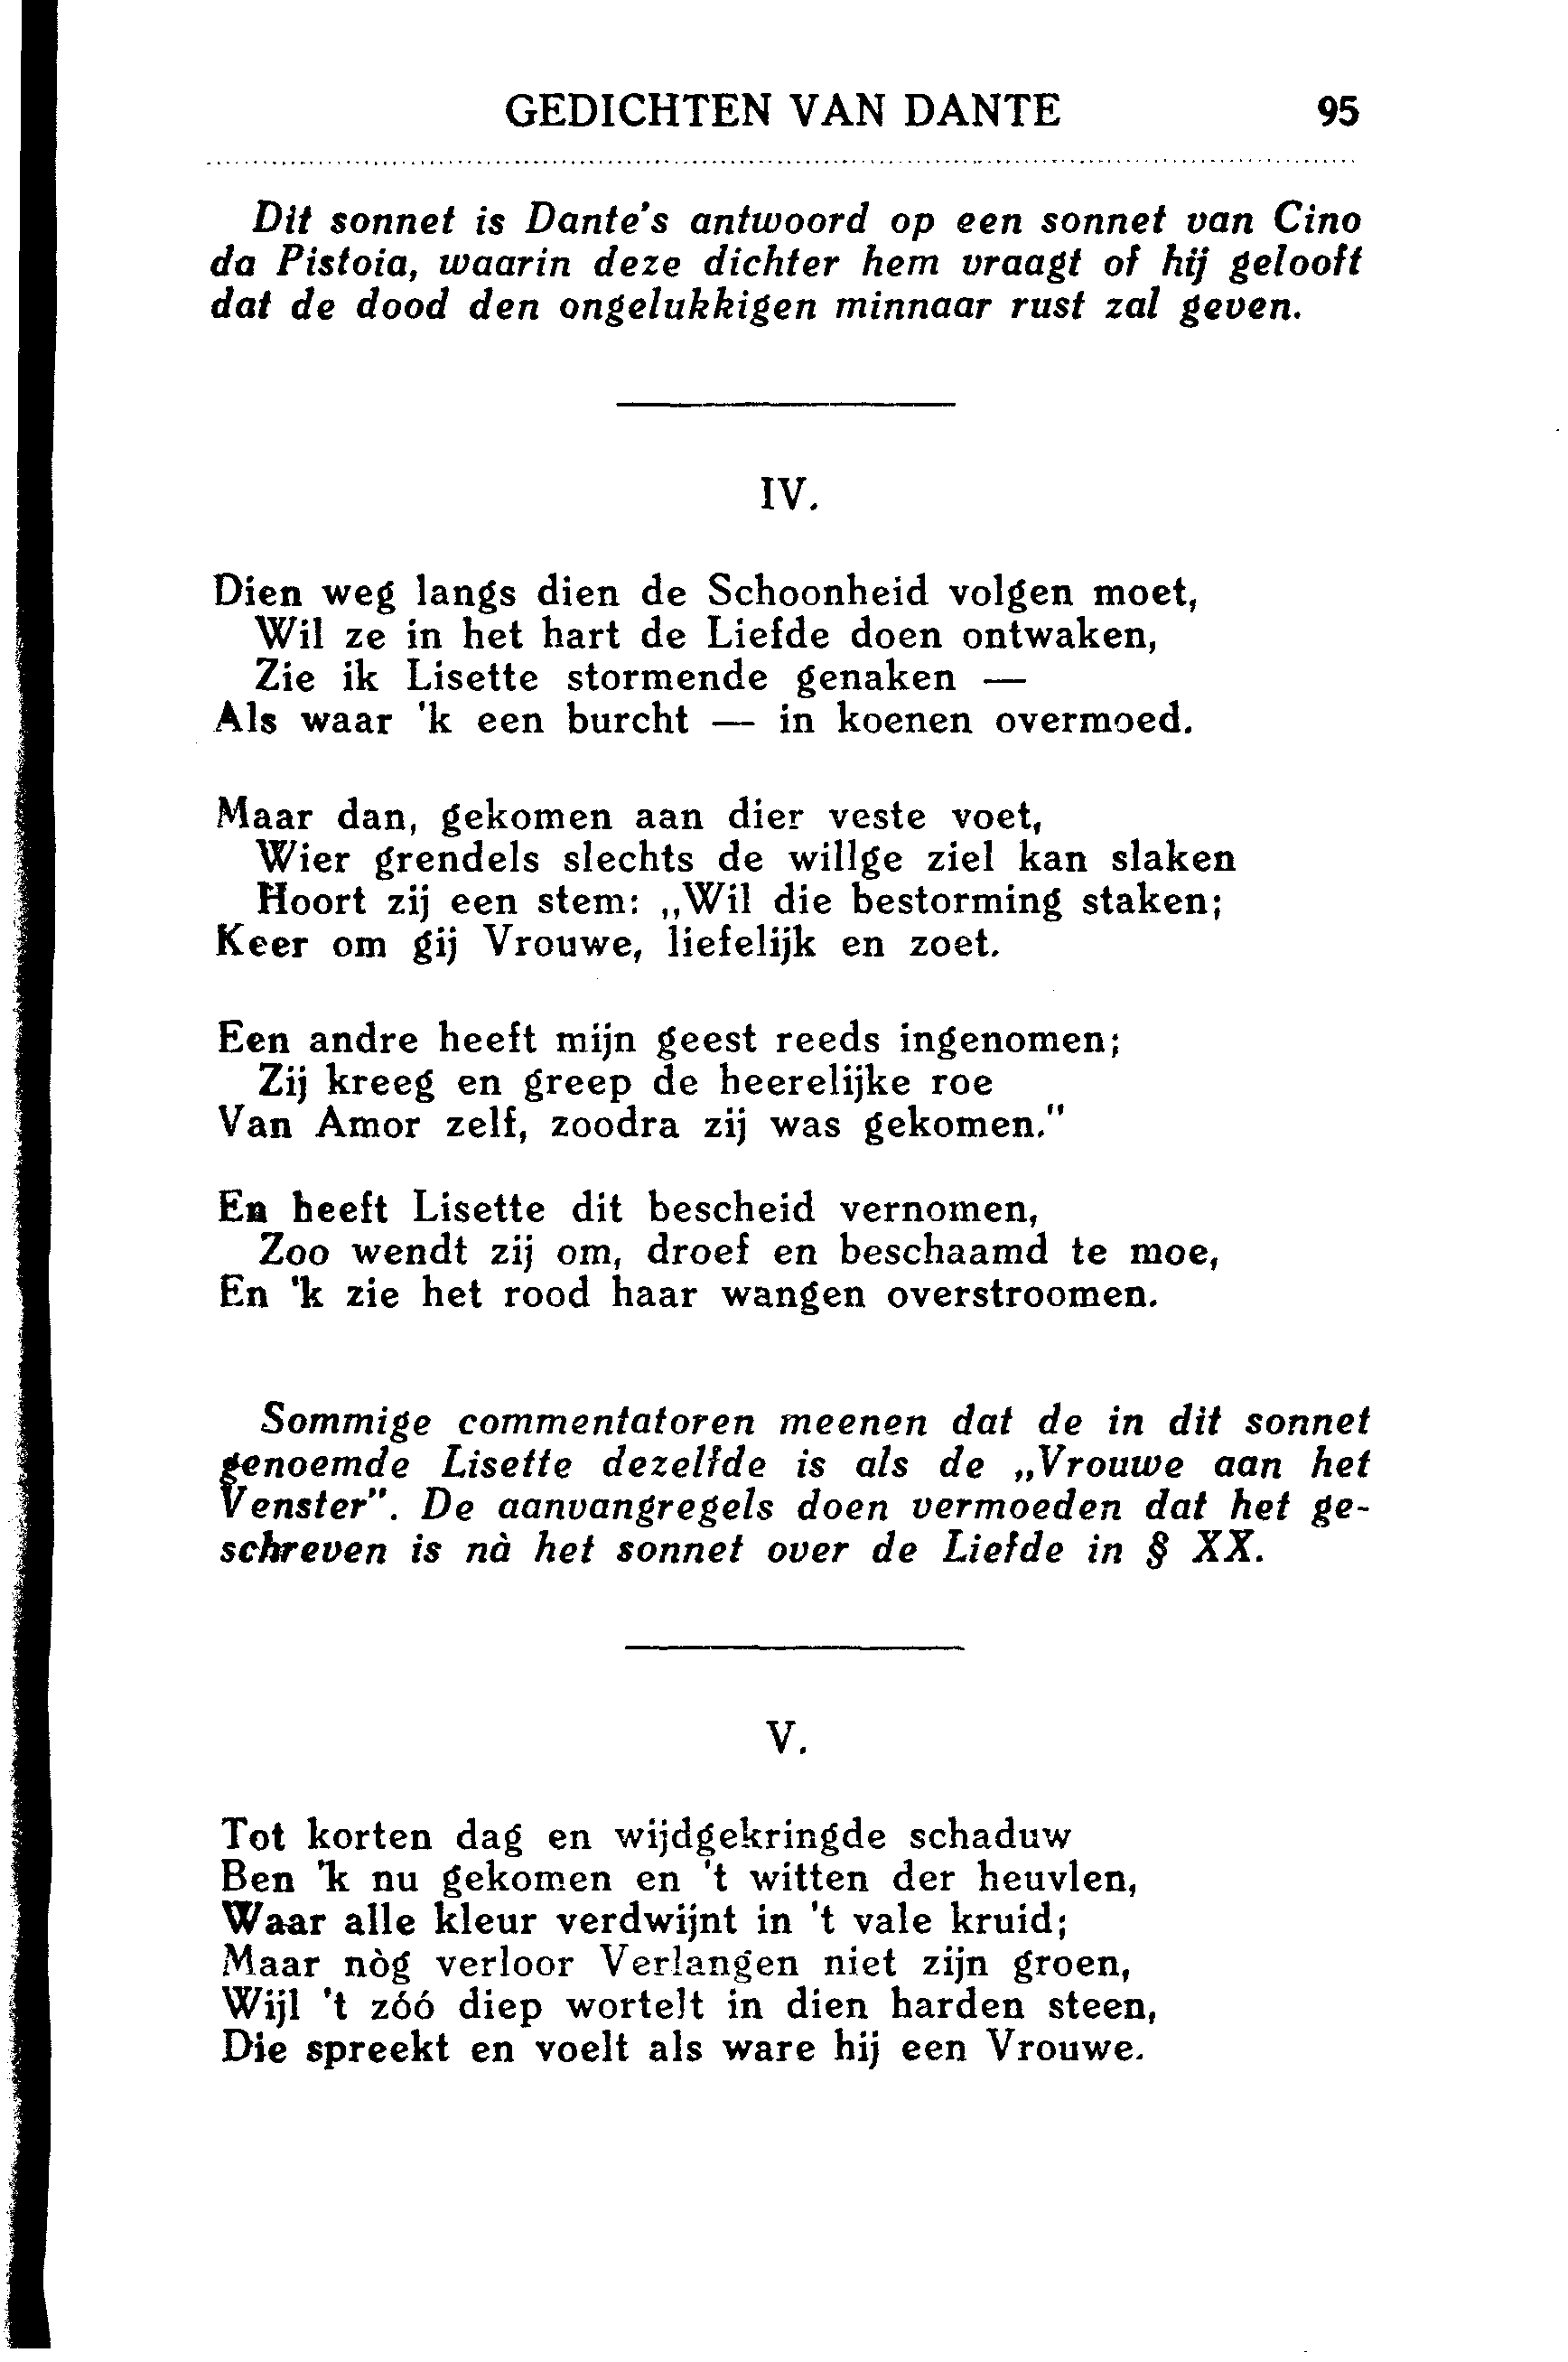 GEDICHTEN VAN DANTE 95
Dit sonnet is Dante's antwoord op een sonnet van Cino
da Pistoia, waarin deze dichter hem vraagt of hij gelooft
dat de dood den ongelukkigen minnaar rust zal geven.
IV.
Dien weg langs dien de Schoonheid volgen moet,
Wil ze in het hart de Liefde doen ontwaken,
Zie ik Lisette stormende genaken —
Als waar 'k een burcht — in koenen overmoed.
Maar dan, gekomen aan dier veste voet,
Wier grendels slechts de willge ziel kan slaken
Hoort zij een stem: „Wil die bestorming staken;
Keer om gij Vrouwe, liefelijk en zoet.
Een andre heeft mijn geest reeds ingenomen;
Zij kreeg en greep de heerelijke roe
Van Amor zelf, zoodra zij was gekomen."
En heeft Lisette dit bescheid vernomen,
Zoo wendt zij om, droef en beschaamd te moe,
En 'k zie het rood haar wangen overstroomen.
Sommige commentatoren meenen dat de in dit sonnet
genoemde Lisette dezelfde is als de „Vrouwe aan het
Venster". De aanvangregels doen vermoeden dat het ge-
schreven is nà het sonnet over de Liefde in § XX.
V.
Tot korten dag en wijdgekringde schaduw
Ben 'k nu gekomen en 't witten der heuvlen,
Waar alle kleur verdwijnt in 't vale kruid;
Maar nòg verloor Verlangen niet zijn groen,
Wijl 't zóó diep wortelt in dien harden steen,
Die spreekt en voelt als ware hij een Vrouwe.